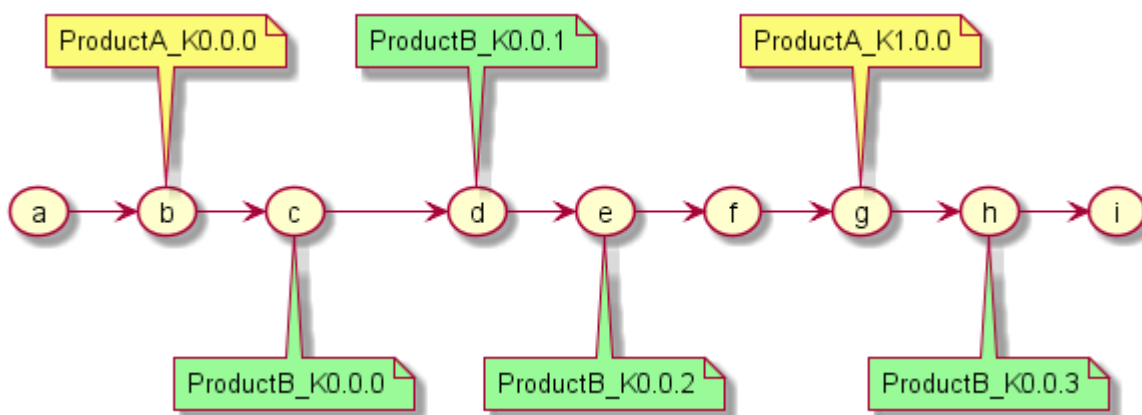 ProductA_K0.0.0
ProductB_K0.0.1
ProductA_K1.0.0
a
b
c
d
e
f
g
h
i
ProductB_K0.0.0
ProductB_K0.0.2
ProductB_K0.0.3